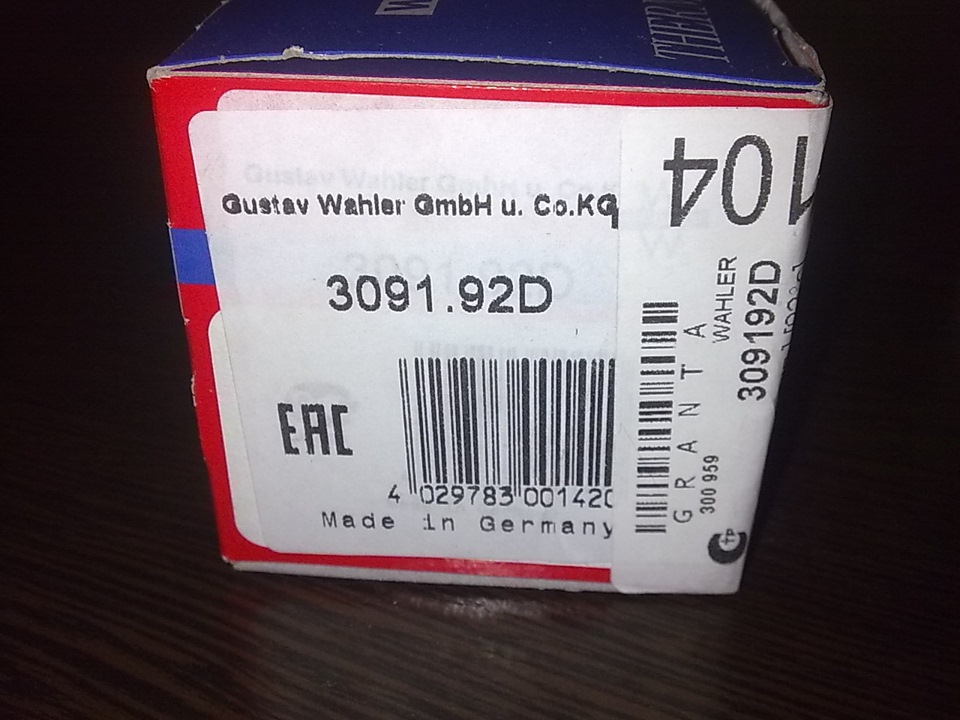 Gustav Wahler GmbH u. Co.KG
3091.92D
EAC
4 029783 00142
Made in Germany
104
WAHLER
309192D
GRANTA
300 959